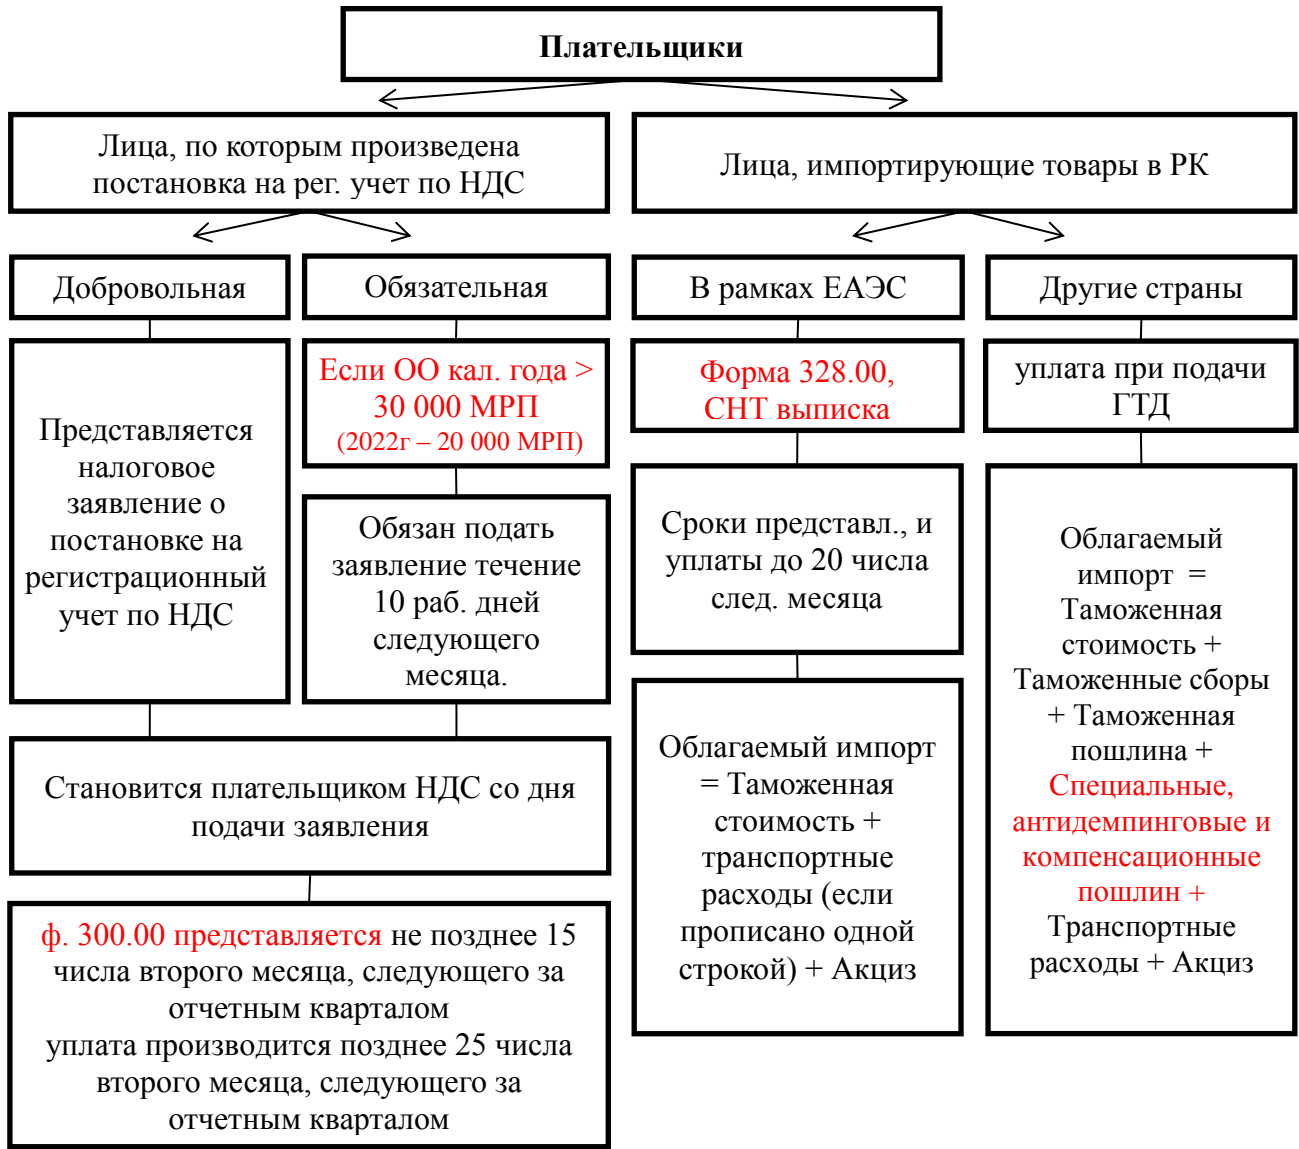 Плательщики
Лица, по которым произведена
постановка на рег. учет по НДС
Лица, импортирующие товары в РК
Добровольная
Обязательная
В рамках ЕАЭС
Другие страны
Представляется
налоговое
заявление о
постановке на
регистрационный
учет по НДС
Если ОО кал. года >
30 000 МРП
(2022г – 20 000 МРП)
Обязан подать
заявление течение
10 раб. дней
следующего
месяца.
Становится плательщиком НДС со дня
подачи заявления
ф. 300.00 представляется не позднее 15
числа второго месяца, следующего за
отчетным кварталом
уплата производится позднее 25 числа
второго месяца, следующего за
отчетным кварталом
Форма 328.00,
СНТ выписка
Сроки представл., и
уплаты до 20 числа
след. месяца
Облагаемый импорт
= Таможенная
стоимость +
транспортные
расходы (если
прописано одной
строкой) + Акциз
уплата при подачи
ГТД
Облагаемый
импорт =
Таможенная
стоимость +
Таможенные сборы
+ Таможенная
пошлина +
Специальные,
антидемпинговые и
компенсационные
пошлин +
Транспортные
расходы + Акциз